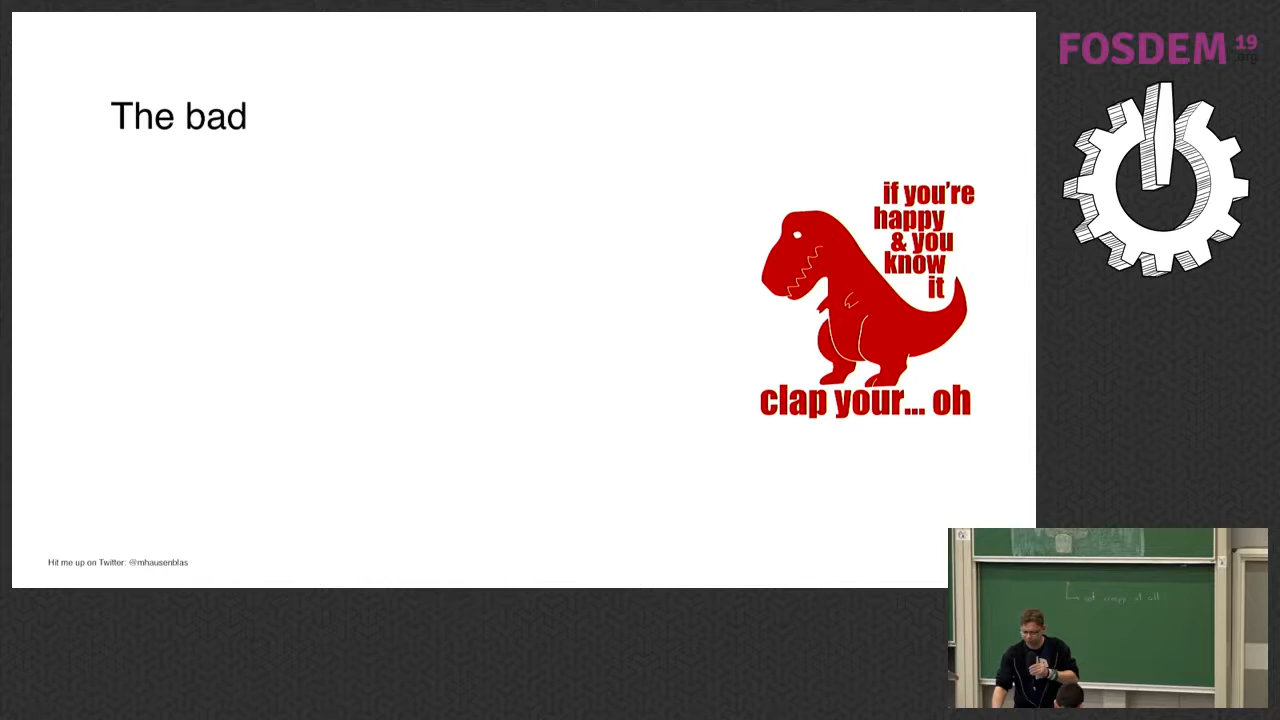 The bad
if you're
happy
& you
know
it
clap your... oh
Hit me up on Twitter: @mhausenblas
FOSDEM 19
.org